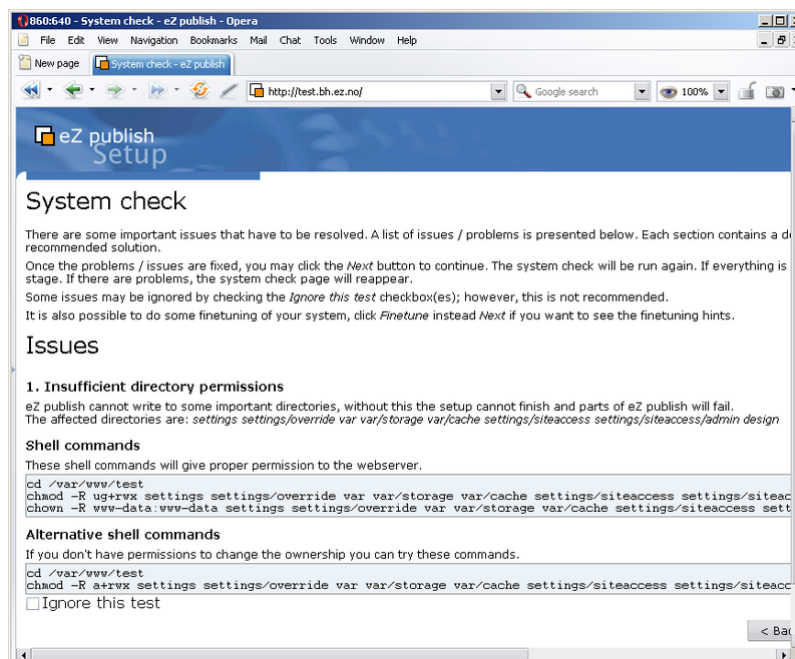 860:640 - System check - eZ publish - Opera
File Edit View Navigation Bookmarks Mail Chat Tools Window Help
New page System check - eZ publish
http://test.bh.ez.no/ Google search 100%
eZ publish
Setup
System check
There are some important issues that have to be resolved. A list of issues / problems is presented below. Each section contains a
recommended solution.
Once the problems / issues are fixed, you may click the Next button to continue. The system check will be run again. If everything is
stage. If there are problems, the system check page will reappear.
Some issues may be ignored by checking the Ignore this test checkbox(es); however, this is not recommended.
It is also possible to do some finetuning of your system, click Finetune instead Next if you want to see the finetuning hints.
Issues
1. Insufficient directory permissions
eZ publish cannot write to some important directories, without this the setup cannot finish and parts of eZ publish will fail.
The affected directories are: settings settings/override var var/storage var/cache settings/siteaccess settings/siteaccess/admin design
Shell commands
These shell commands will give proper permission to the webserver.
cd /var/www/test
chmod -R ug+rwx settings settings/override var var/storage var/cache settings/siteaccess settings/siteac
chown -R www-data:www-data settings settings/override var var/storage var/cache settings/siteaccess sett
Alternative shell commands
If you don't have permissions to change the ownership you can try these commands.
cd /var/www/test
chmod -R a+rwx settings settings/override var var/storage var/cache settings/siteaccess settings/siteacc
Ignore this test
< Bac